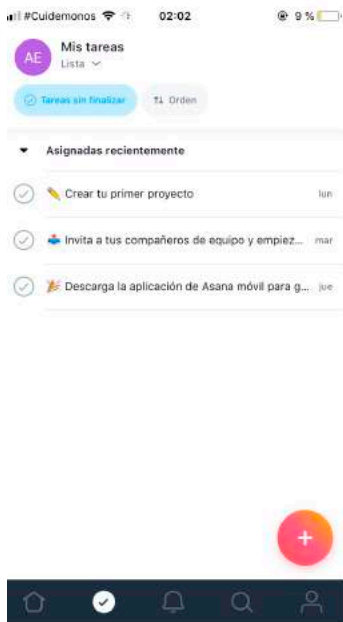 #Cuidemonos 02:02 9 %
AE
Mis tareas
Lista
Tareas sin finalizar Orden
Asignadas recientemente
Crear tu primer proyecto lun
Invita a tus compañeros de equipo y empiez... mar
Descarga la aplicación de Asana móvil para g... jue